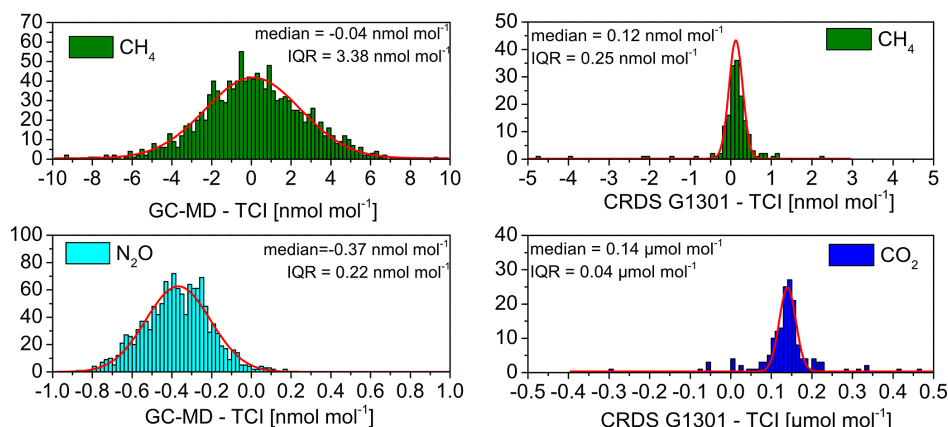 70
60
50
40
30
20
10
0
CH₄
median = -0.04 nmol mol⁻¹
IQR = 3.38 nmol mol⁻¹
-10 -8 -6 -4 -2 0 2 4 6 8 10
GC-MD - TCI [nmol mol⁻¹]
50
40
30
20
10
0
median = 0.12 nmol mol⁻¹
IQR = 0.25 nmol mol⁻¹
CH₄
-5 -4 -3 -2 -1 0 1 2 3 4 5
CRDS G1301 - TCI [nmol mol⁻¹]
100
80
60
40
20
0
N₂O
median=-0.37 nmol mol⁻¹
IQR = 0.22 nmol mol⁻¹
-1.0 -0.8 -0.6 -0.4 -0.2 0.0 0.2 0.4 0.6 0.8 1.0
GC-MD - TCI [nmol mol⁻¹]
40
30
20
10
0
median = 0.14 µmol mol⁻¹
IQR = 0.04 µmol mol⁻¹
CO₂
-0.5 -0.4 -0.3 -0.2 -0.1 0.0 0.1 0.2 0.3 0.4 0.5
CRDS G1301 - TCI [µmol mol⁻¹]